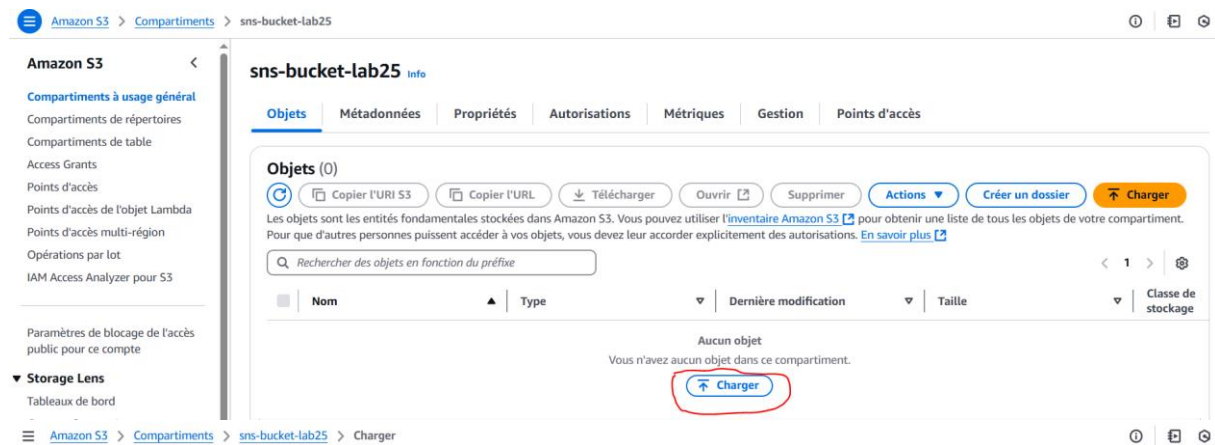 Amazon S3 > Compartiments > sns-bucket-lab25
Amazon S3
Compartiments à usage général
Compartiments de répertoires
Compartiments de table
Access Grants
Points d'accès
Points d'accès de l'objet Lambda
Points d'accès multi-région
Opérations par lot
IAM Access Analyzer pour S3
Paramètres de blocage de l'accès
public pour ce compte
Storage Lens
Tableaux de bord
sns-bucket-lab25 Info
Objets Métadonnées Propriétés Autorisations Métriques Gestion Points d'accès
Objets (0)
Copier l'URI S3 Copier l'URL Télécharger Ouvrir Supprimer Actions Créer un dossier Charger
Les objets sont les entités fondamentales stockées dans Amazon S3. Vous pouvez utiliser l'inventaire Amazon S3 pour obtenir une liste de tous les objets de votre compartiment.
Pour que d'autres personnes puissent accéder à vos objets, vous devez leur accorder explicitement des autorisations. En savoir plus
Rechercher des objets en fonction du préfixe
< 1 >
Nom Type Dernière modification Taille Classe de
stockage
Aucun objet
Vous n'avez aucun objet dans ce compartiment.
Charger
Amazon S3 > Compartiments > sns-bucket-lab25 > Charger